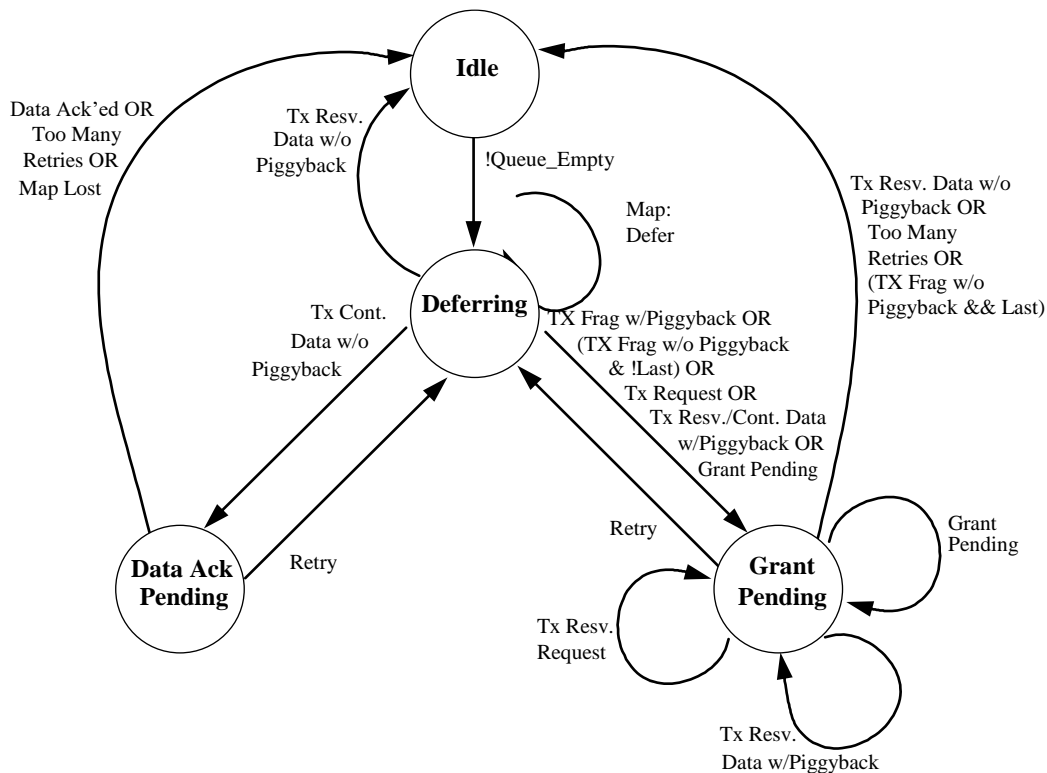 Idle
Data Ack'ed OR
Too Many
Retries OR
Map Lost
Tx Resv.
Data w/o
Piggyback
!Queue_Empty
Map:
Defer
Tx Resv. Data w/o
Piggyback OR
Too Many
Retries OR
(TX Frag w/o
Piggyback && Last)
Deferring
Tx Cont.
Data w/o
Piggyback
TX Frag w/Piggyback OR
(TX Frag w/o Piggyback
& !Last) OR
Tx Request OR
Tx Resv./Cont. Data
w/Piggyback OR
Grant Pending
Retry
Retry
Data Ack
Pending
Grant
Pending
Grant
Pending
Tx Resv.
Request
Tx Resv.
Data w/Piggyback